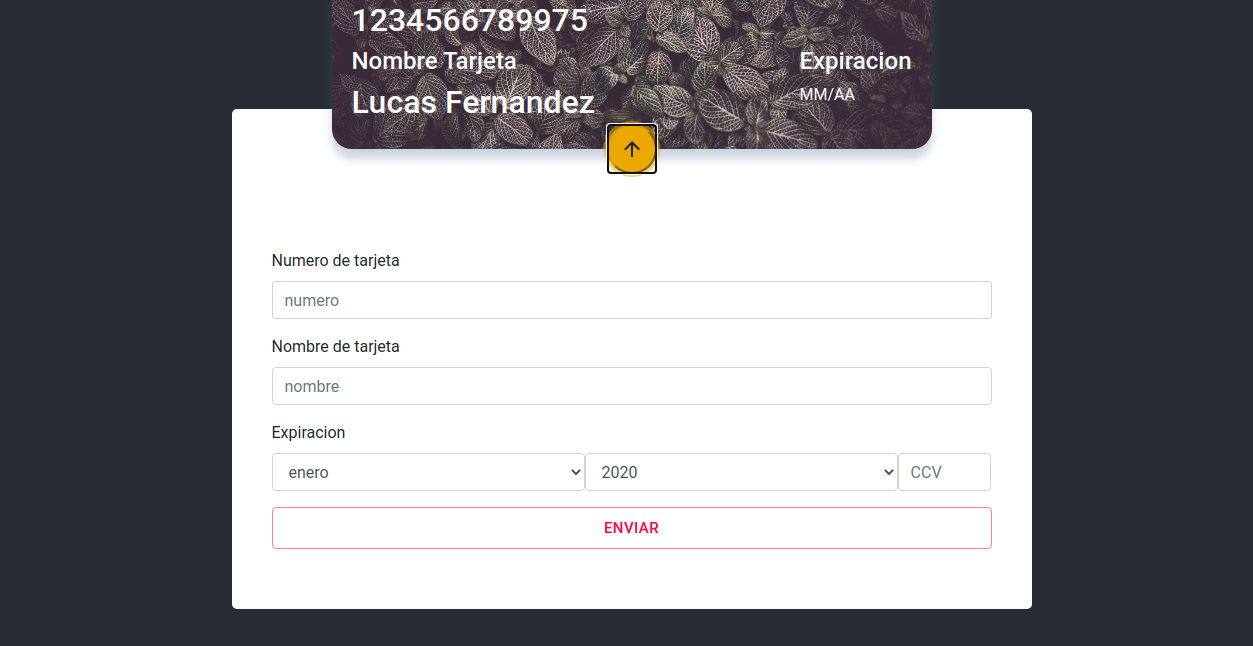 1234566789975
Nombre Tarjeta
Expiracion
Lucas Fernandez
MM/AA
Numero de tarjeta
numero
Nombre de tarjeta
nombre
Expiracion
enero
2020
CCV
ENVIAR